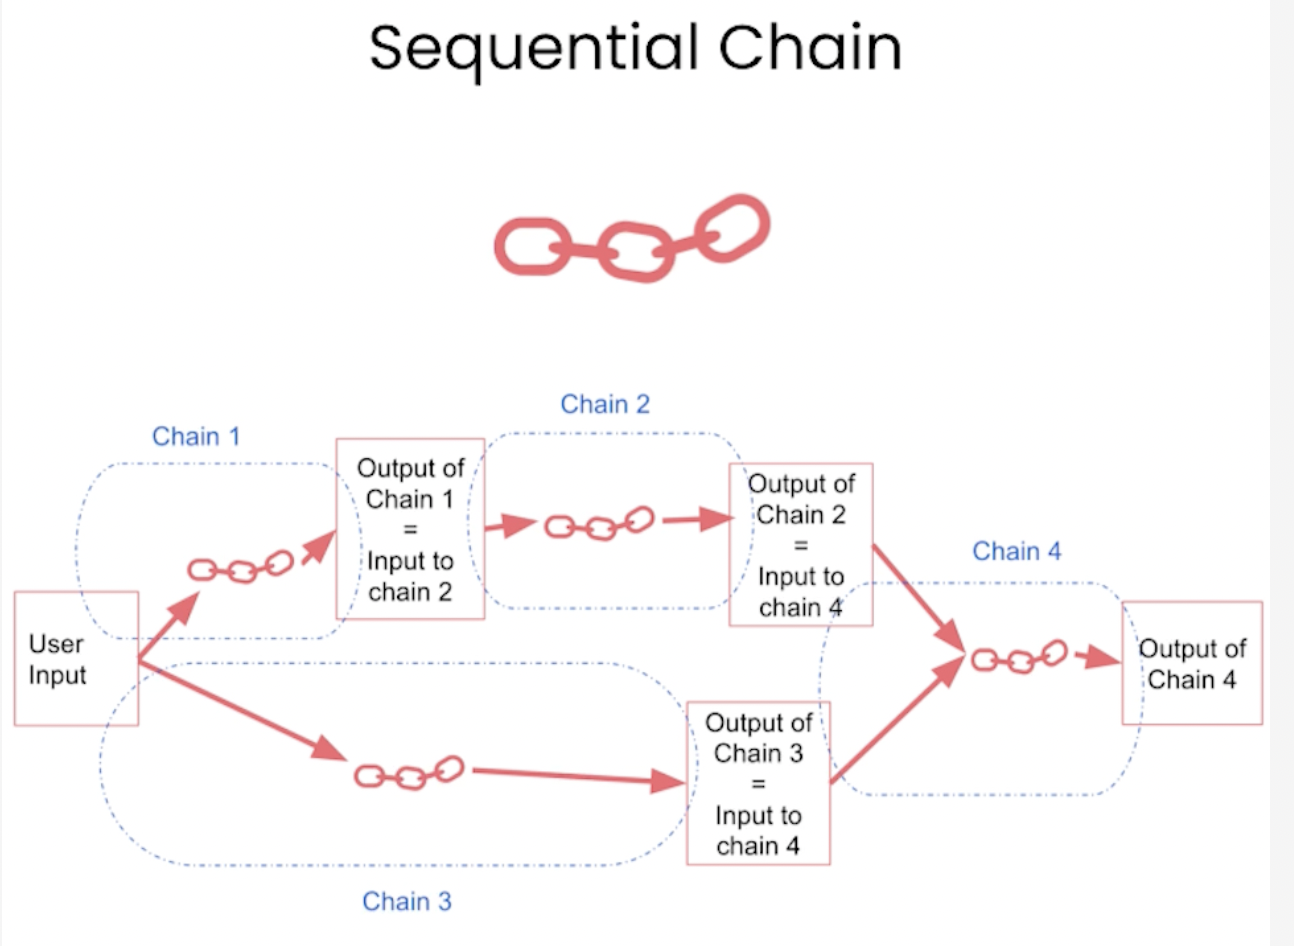 Sequential Chain
Chain 2
Chain 1
Output of
Chain 1
=
Input to
chain 2
Output of
Chain 2
=
Input to
chain 4
Chain 4
User
Input
Output of
Chain 4
Output of
Chain 3
=
Input to
chain 4
Chain 3